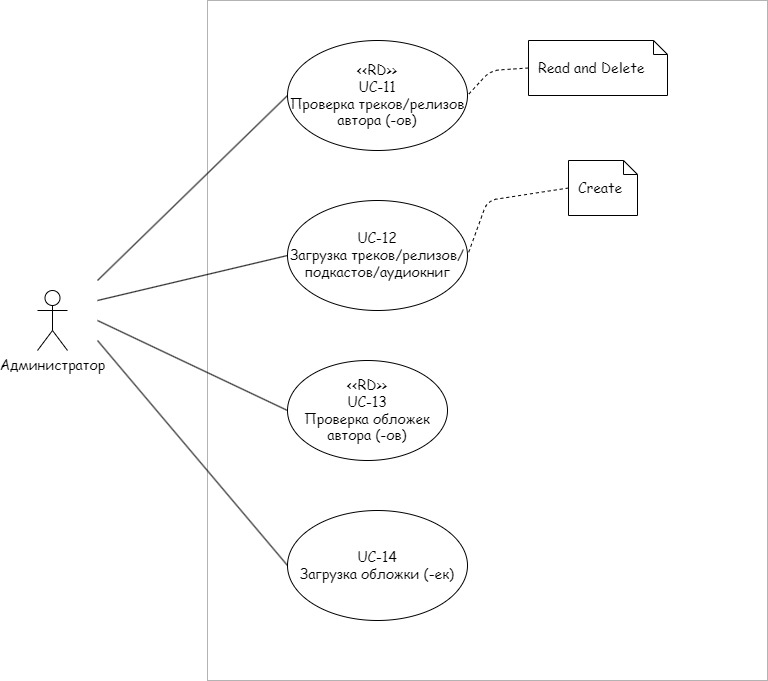 <<RD>>
UC-11
Проверка треков/релизов
автора (-ов)
Read and Delete
Create
UC-12
Загрузка треков/релизов/
подкастов/аудиокниг
Администратор
<<RD>>
UC-13
Проверка обложек
автора (-ов)
UC-14
Загрузка обложки (-ек)